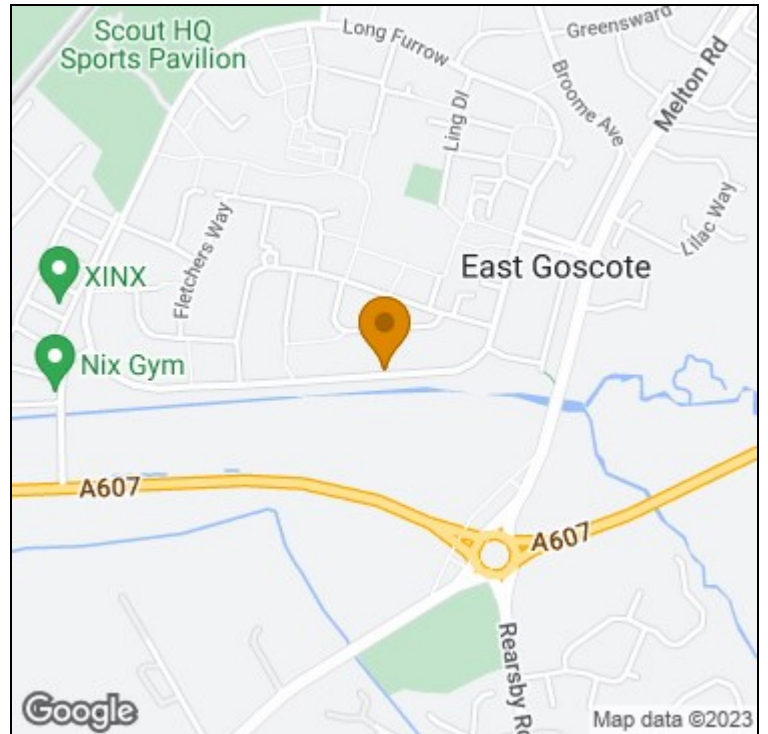 Scout HQ
Sports Pavilion
Long Furrow
Greensward
Melton Rd
Broome Ave
Ling Dl
Lilac Way
Fletchers Way
East Goscote
XINX
Nix Gym
A607
A607
Rearsby Ro
Google
Map data ©2023